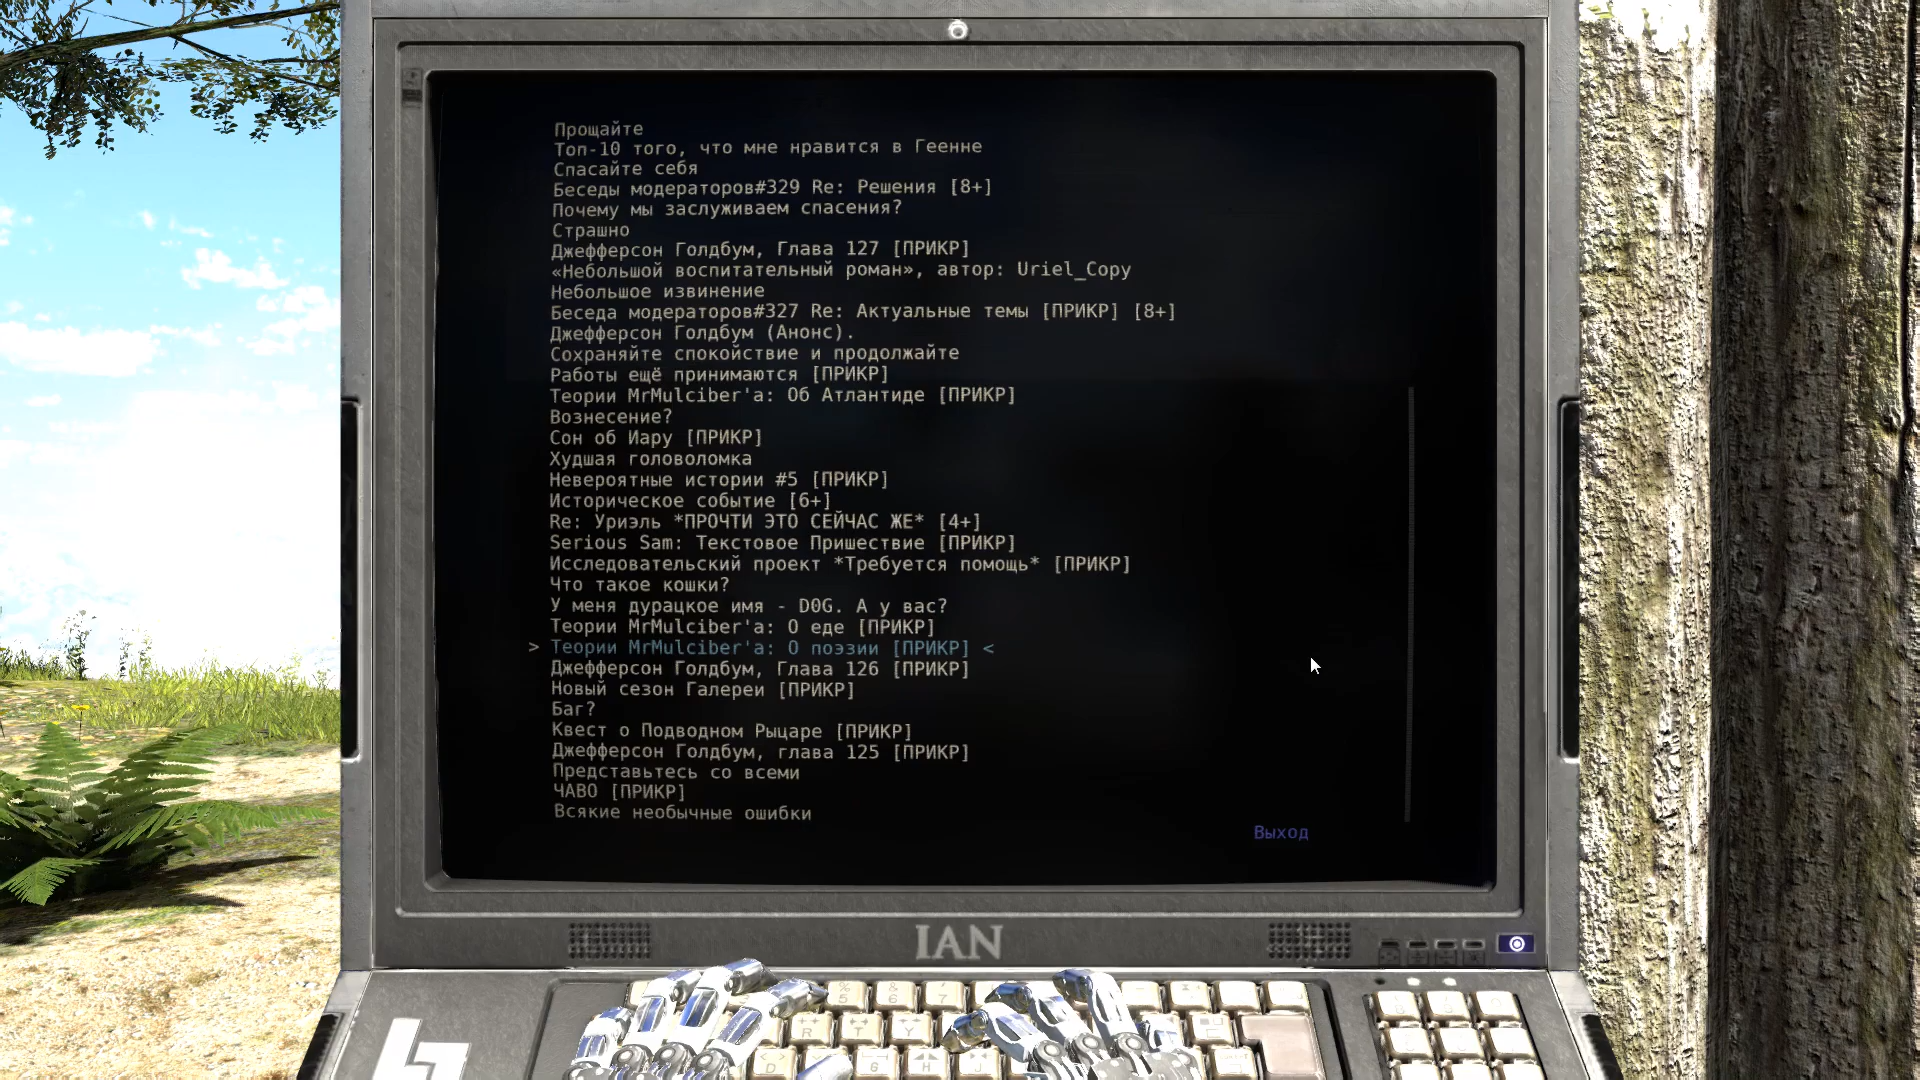 Прощайте
Топ-10 того, что мне нравится в Геенне
Спасайте себя
Беседы модераторов#329 Re: Решения [8+]
Почему мы заслуживаем спасения?
Страшно
Джефферсон Голдбум, Глава 127 [ПРИКР]
«Небольшой воспитательный роман», автор: Uriel_Copy
Небольшое извинение
Беседа модераторов#327 Re: Актуальные темы [ПРИКР] [8+]
Джефферсон Голдбум (Анонс).
Сохраняйте спокойствие и продолжайте
Работы ещё принимаются [ПРИКР]
Теории MrMulciber'а: Об Атлантиде [ПРИКР]
Вознесение?
Сон об Иару [ПРИКР]
Худшая головоломка
Невероятные истории #5 [ПРИКР]
Историческое событие [6+]
Re: Уриэль *ПРОЧТИ ЭТО СЕЙЧАС ЖЕ* [4+]
Serious Sam: Текстовое Пришествие [ПРИКР]
Исследовательский проект *Требуется помощь* [ПРИКР]
Что такое кошки?
У меня дурацкое имя - D0G. А у вас?
Теории MrMulciber'а: О еде [ПРИКР]
> Теории MrMulciber'а: О поэзии [ПРИКР] <
Джефферсон Голдбум, Глава 126 [ПРИКР]
Новый сезон Галереи [ПРИКР]
Баг?
Квест о Подводном Рыцаре [ПРИКР]
Джефферсон Голдбум, глава 125 [ПРИКР]
Представьтесь со всеми
ЧАВО [ПРИКР]
Всякие необычные ошибки
Выход
IAN